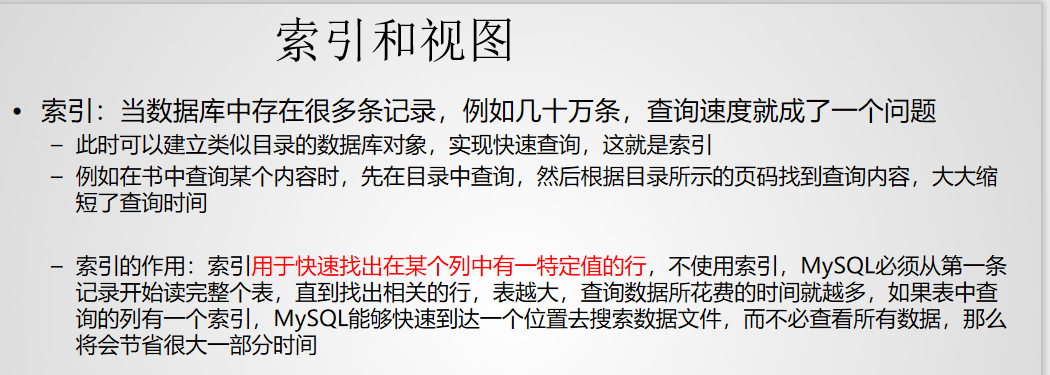 索引和视图
• 索引：当数据库中存在很多条记录，例如几十万条，查询速度就成了一个问题
– 此时可以建立类似目录的数据库对象，实现快速查询，这就是索引
– 例如在书中查询某个内容时，先在目录中查询，然后根据目录所示的页码找到查询内容，大大缩
短了查询时间
– 索引的作用：索引用于快速找出在某个列中有一特定值的行，不使用索引，MySQL必须从第一条
记录开始读完整个表，直到找出相关的行，表越大，查询数据所花费的时间就越多，如果表中查
询的列有一个索引，MySQL能够快速到达一个位置去搜索数据文件，而不必查看所有数据，那么
将会节省很大一部分时间